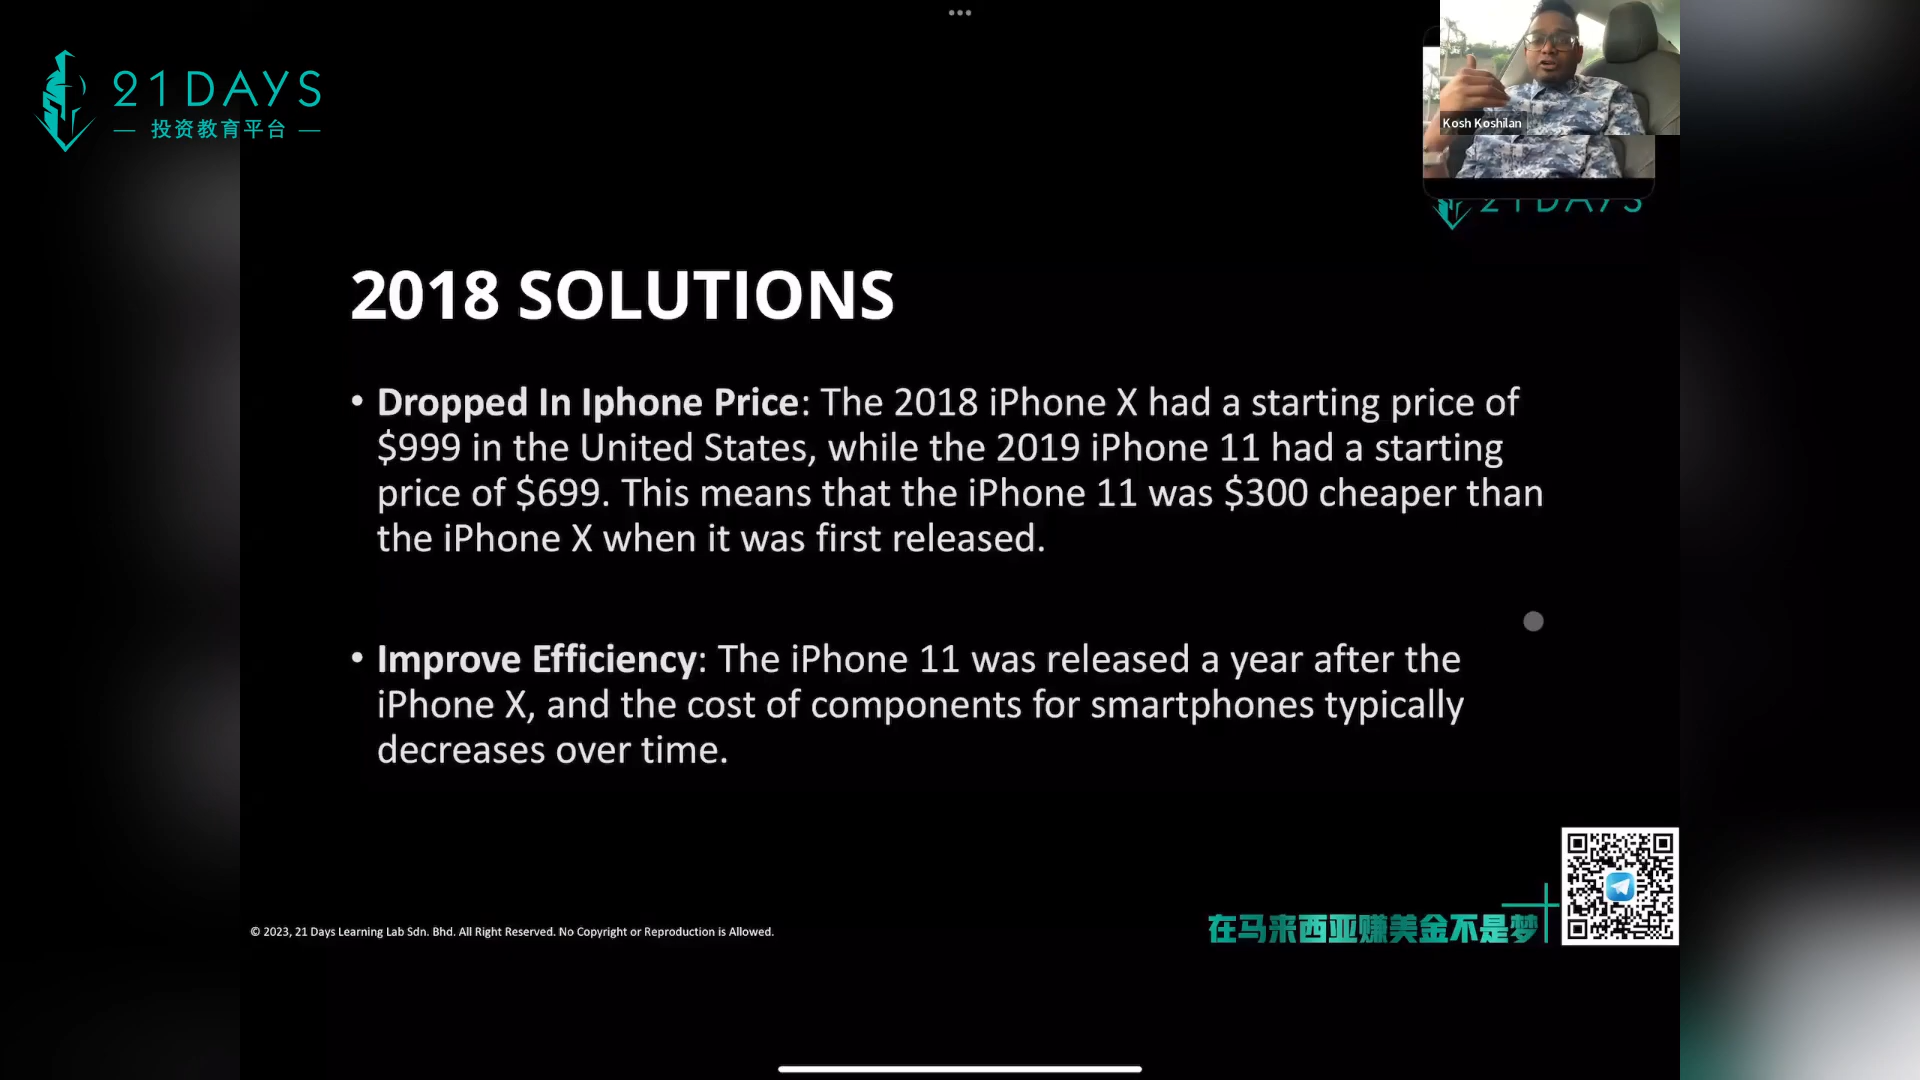 21DAYS
— 投资教育平台 —
Kosh Koshilan
21DAYS
2018 SOLUTIONS
• Dropped In Iphone Price: The 2018 iPhone X had a starting price of
$999 in the United States, while the 2019 iPhone 11 had a starting
price of $699. This means that the iPhone 11 was $300 cheaper than
the iPhone X when it was first released.
• Improve Efficiency: The iPhone 11 was released a year after the
iPhone X, and the cost of components for smartphones typically
decreases over time.
© 2023, 21 Days Learning Lab Sdn. Bhd. All Right Reserved. No Copyright or Reproduction is Allowed.
在马来西亚赚美金不是梦